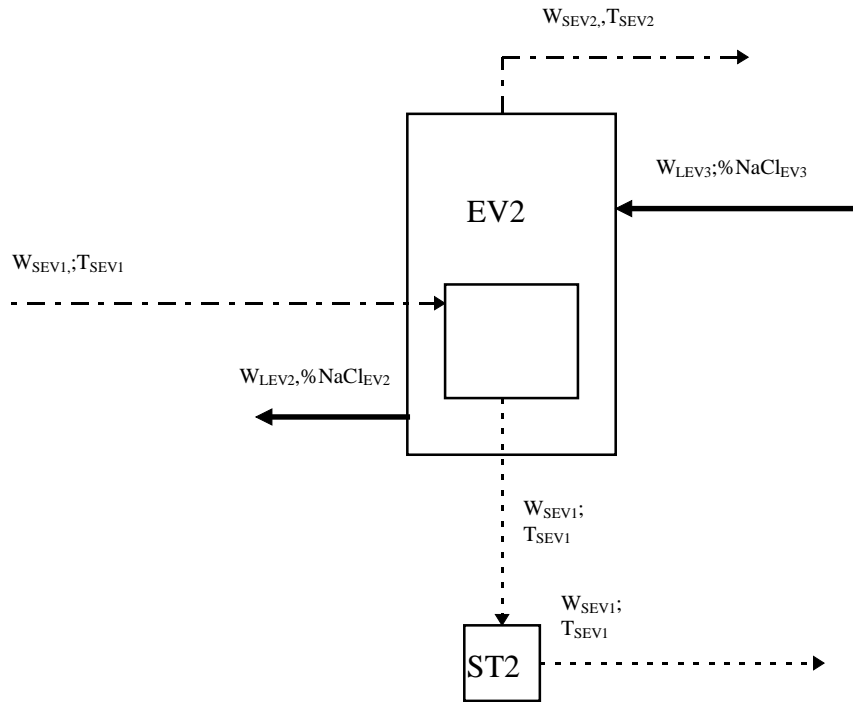 W_SEV2,,T_SEV2
W_LEV3;%NaCl_EV3
EV2
W_SEV1,;T_SEV1
W_LEV2,%NaCl_EV2
W_SEV1;
T_SEV1
W_SEV1;
T_SEV1
ST2